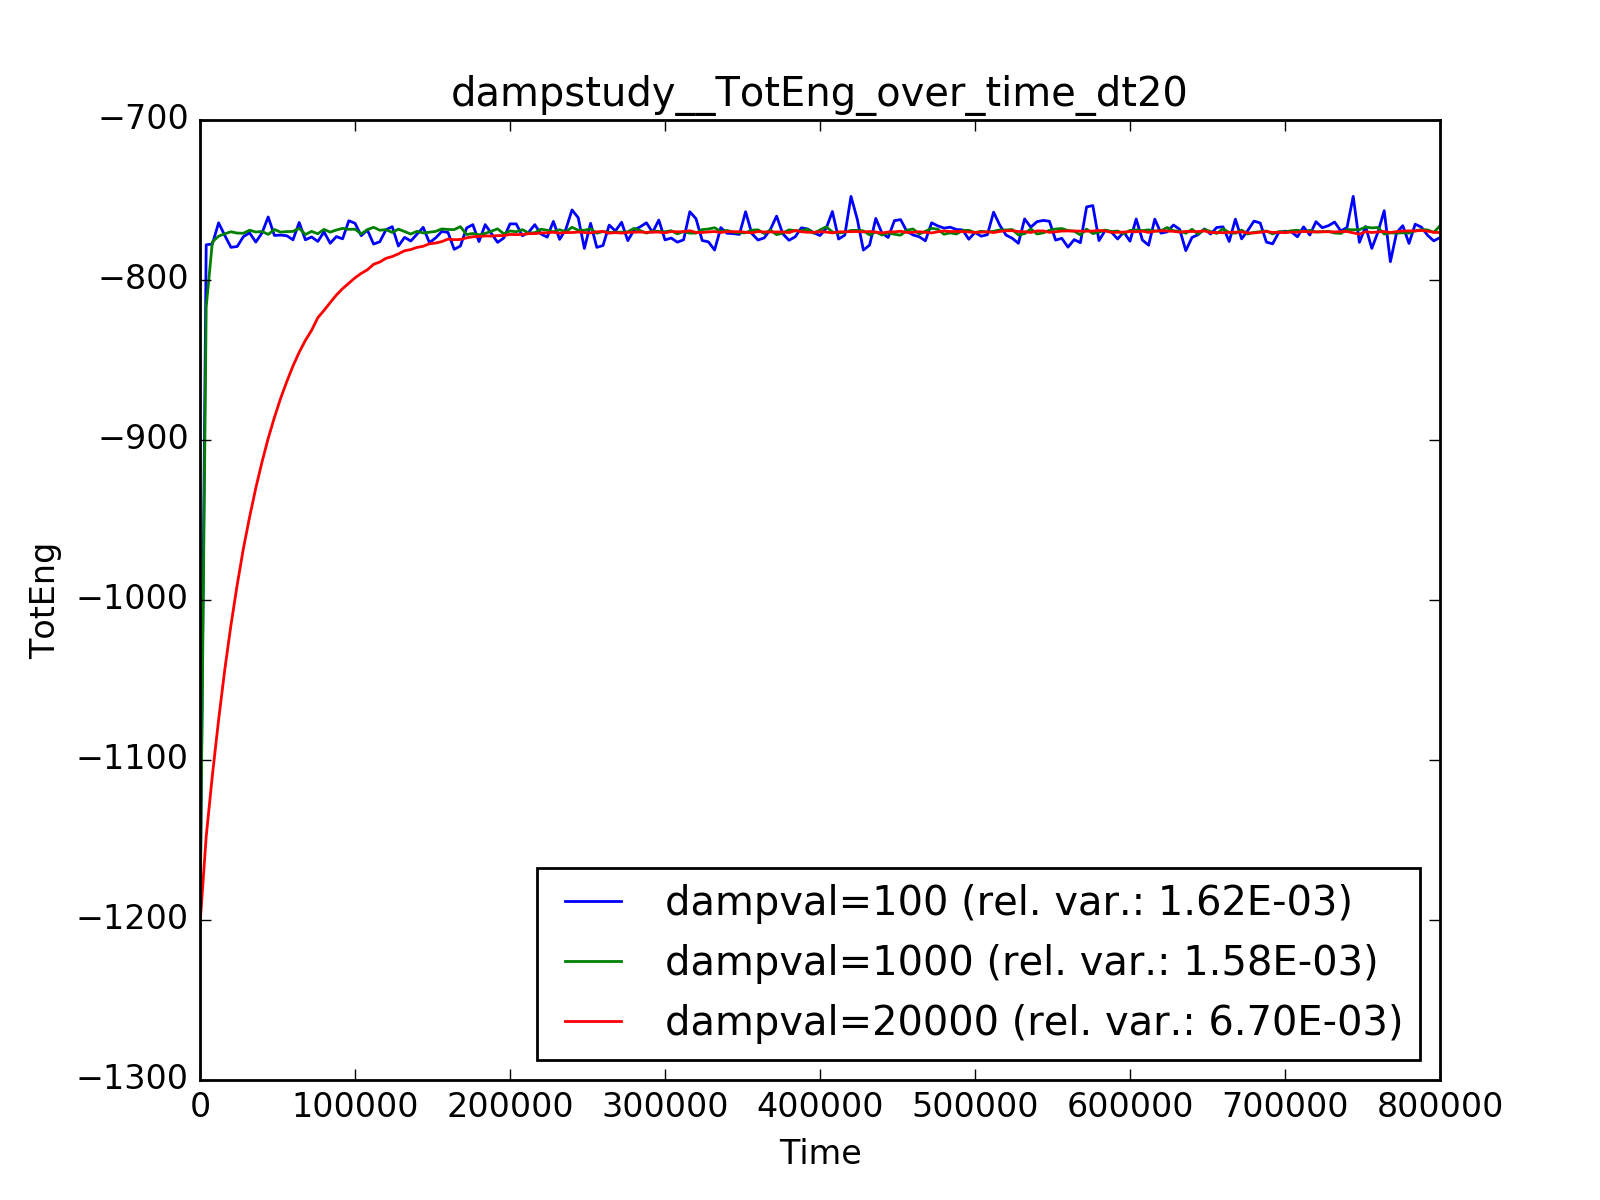 dampstudy__TotEng_over_time_dt20
−700
−800
−900
−1000
−1100
−1200
−1300
TotEng
dampval=100 (rel. var.: 1.62E-03)
dampval=1000 (rel. var.: 1.58E-03)
dampval=20000 (rel. var.: 6.70E-03)
0 100000 200000 300000 400000 500000 600000 700000 800000
Time